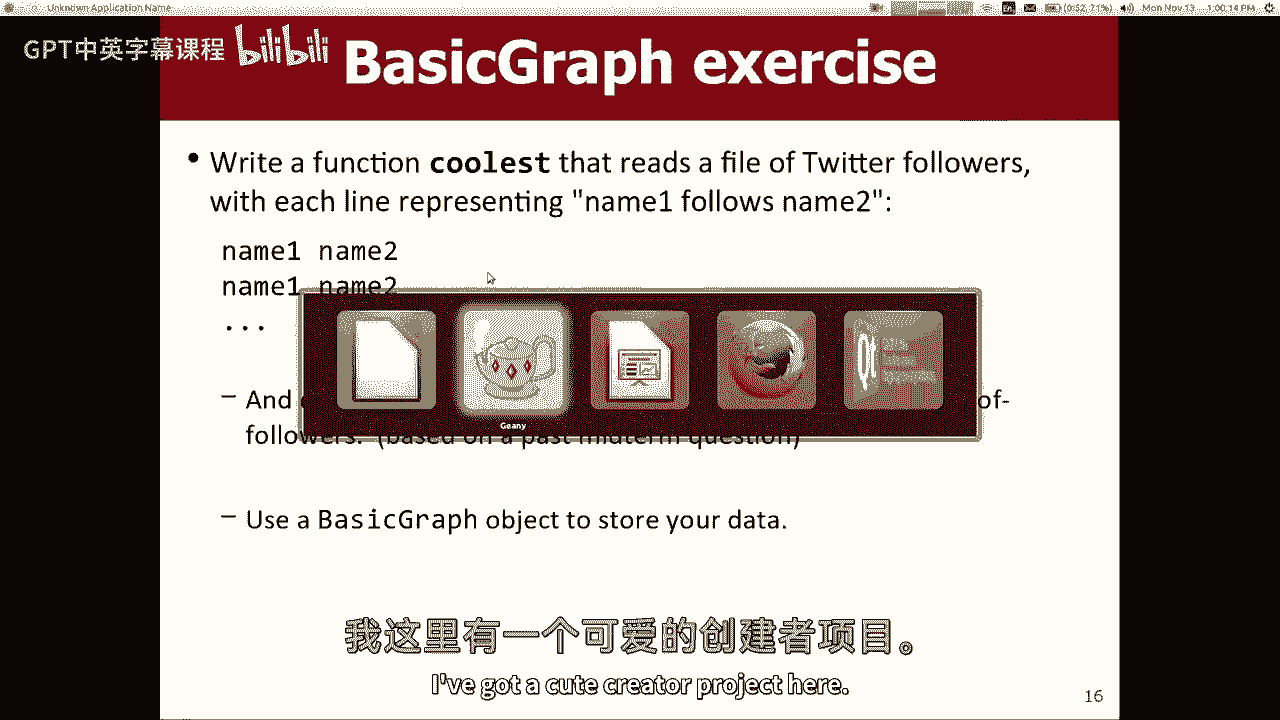 Unknown Application Name
(0:52, 71%) Mon Nov 13 1:00:14 PM
GPT中英字幕课程 bilibili
BasicGraph exercise
• Write a function coolest that reads a file of Twitter followers,
with each line representing "name1 follows name2":
name1 name2
name1 name2
...
– And of-
followers. (based on a past midterm question)
Geany
Qt
– Use a BasicGraph object to store your data.
我这里有一个可爱的创建者项目。
I've got a cute creator project here.
16